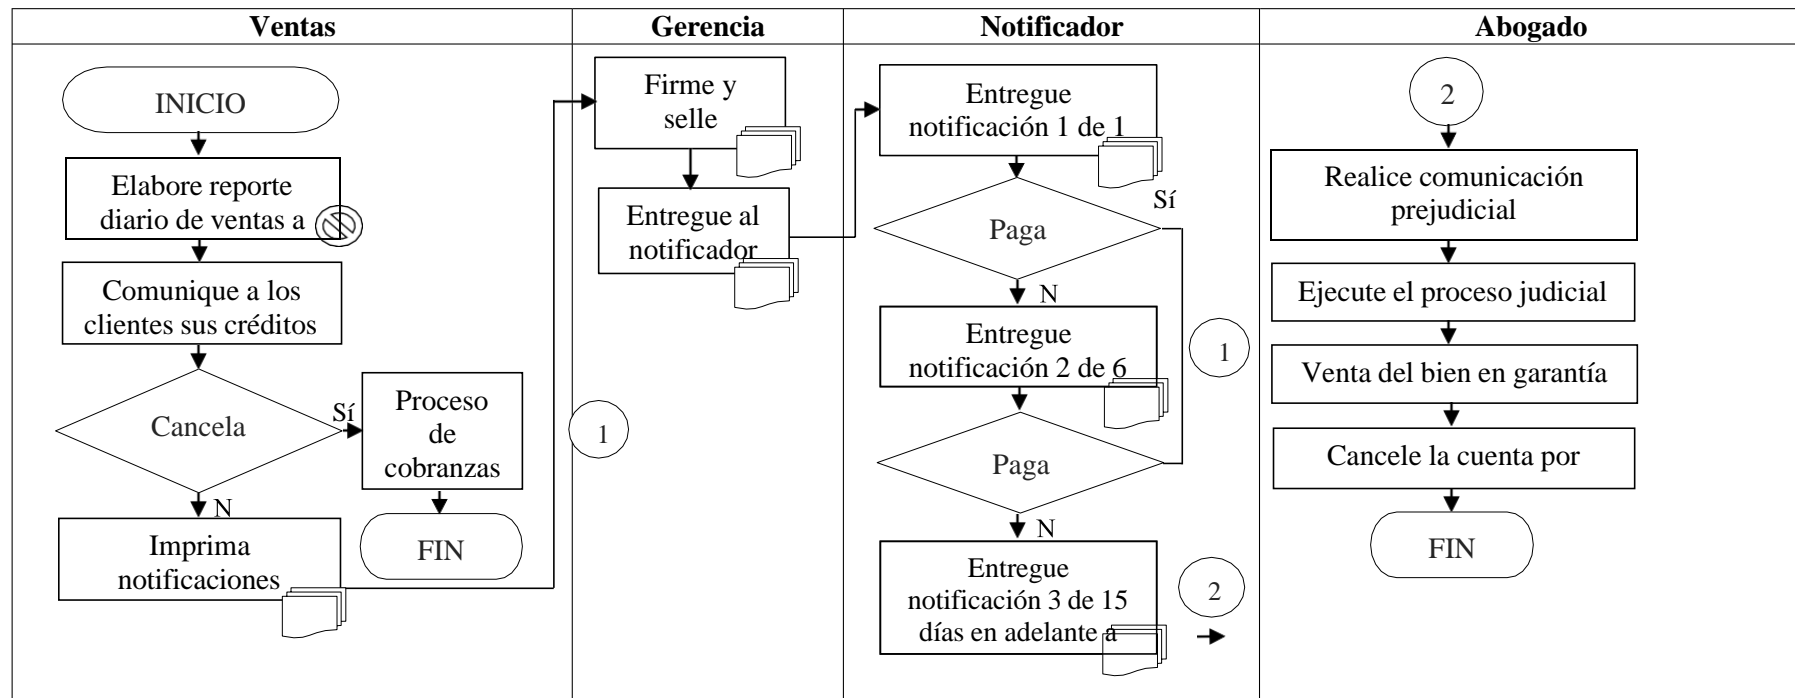 Ventas
Gerencia
Notificador
Abogado
INICIO
Elabore reporte
diario de ventas a
Comunique a los
clientes sus créditos
Cancela
Sí
Proceso
de
cobranzas
1
N
Imprima
notificaciones
FIN
Firme y
selle
Entregue al
notificador
Entregue
notificación 1 de 1
Sí
Paga
N
Entregue
notificación 2 de 6
1
Paga
N
Entregue
notificación 3 de 15
días en adelante a
2
2
Realice comunicación
prejudicial
Ejecute el proceso judicial
Venta del bien en garantía
Cancele la cuenta por
FIN